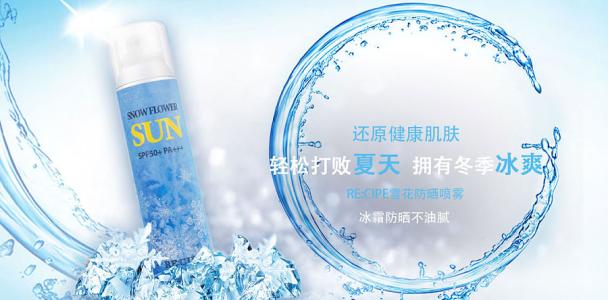 SNOW FLOWER
SUN
SPF50+ PA+++
还原健康肌肤
轻松打败夏天 拥有冬季冰爽
RE:CIPE雪花防晒喷雾
冰霜防晒不油腻